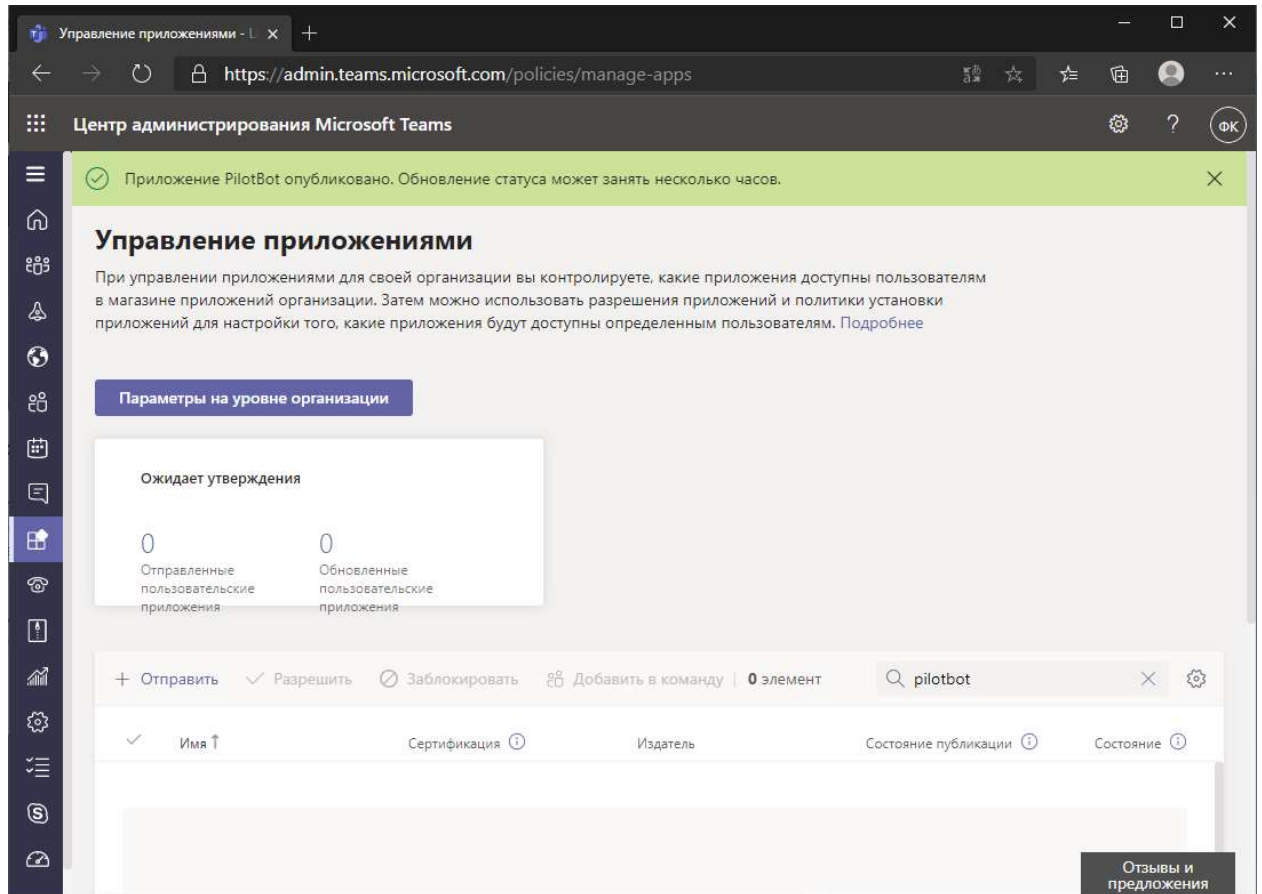 Управление приложениями - L
https://admin.teams.microsoft.com/policies/manage-apps
Центр администрирования Microsoft Teams
ФК
Приложение PilotBot опубликовано. Обновление статуса может занять несколько часов.
Управление приложениями
При управлении приложениями для своей организации вы контролируете, какие приложения доступны пользователям
в магазине приложений организации. Затем можно использовать разрешения приложений и политики установки
приложений для настройки того, какие приложения будут доступны определенным пользователям. Подробнее
Параметры на уровне организации
Ожидает утверждения
0 0
Отправленные Обновленные
пользовательские пользовательские
приложения приложения
Отправить Разрешить Заблокировать Добавить в команду | 0 элемент pilotbot
Имя ↑ Сертификация Издатель Состояние публикации Состояние
Отзывы и
предложения